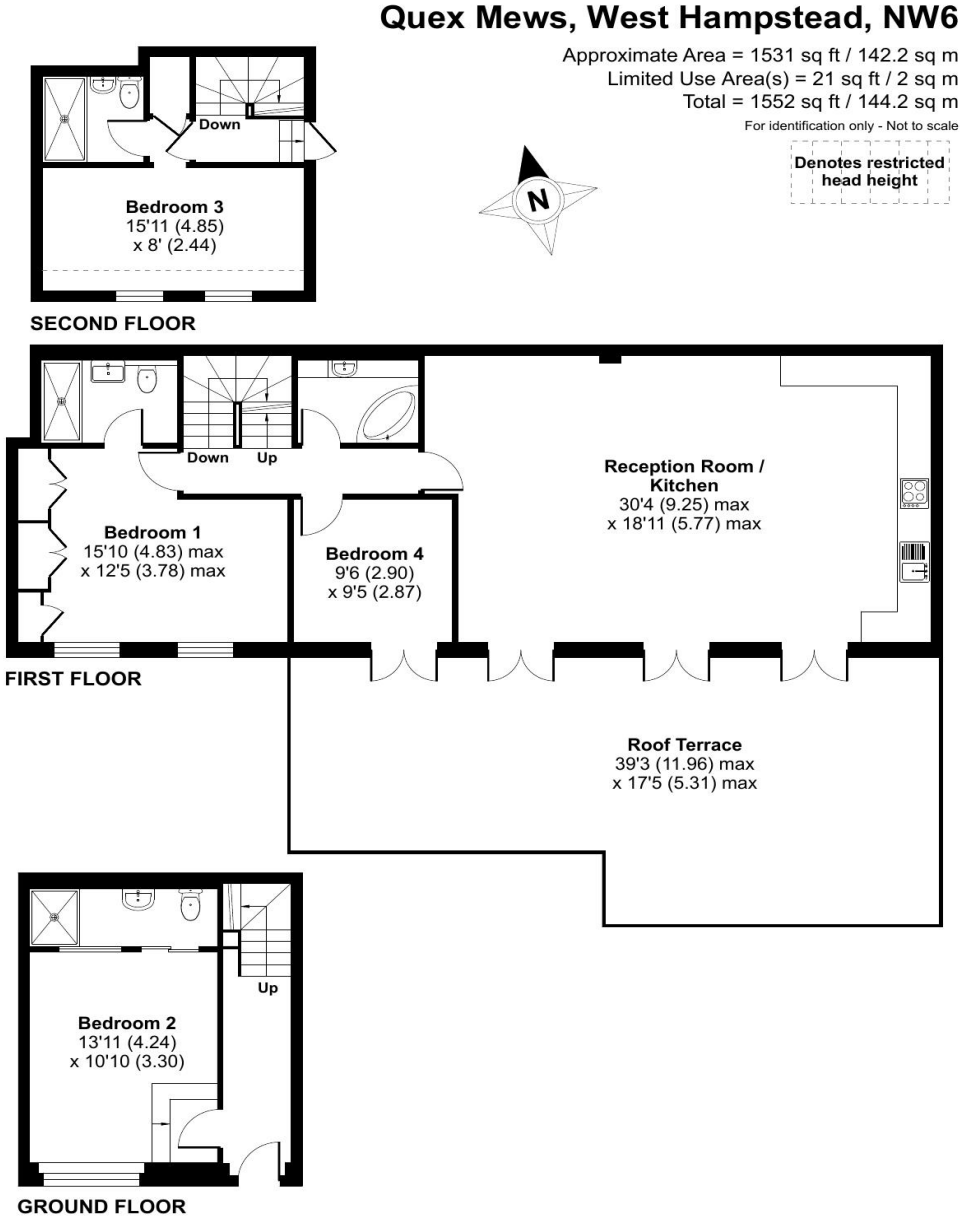 Quex Mews, West Hampstead, NW6
Approximate Area = 1531 sq ft / 142.2 sq m
Limited Use Area(s) = 21 sq ft / 2 sq m
Total = 1552 sq ft / 144.2 sq m
For identification only - Not to scale
Denotes restricted
head height
N
Down
Bedroom 3
15'11 (4.85)
x 8' (2.44)
SECOND FLOOR
Down
Up
Reception Room /
Kitchen
30'4 (9.25) max
x 18'11 (5.77) max
Bedroom 1
15'10 (4.83) max
x 12'5 (3.78) max
Bedroom 4
9'6 (2.90)
x 9'5 (2.87)
FIRST FLOOR
Roof Terrace
39'3 (11.96) max
x 17'5 (5.31) max
Up
Bedroom 2
13'11 (4.24)
x 10'10 (3.30)
GROUND FLOOR